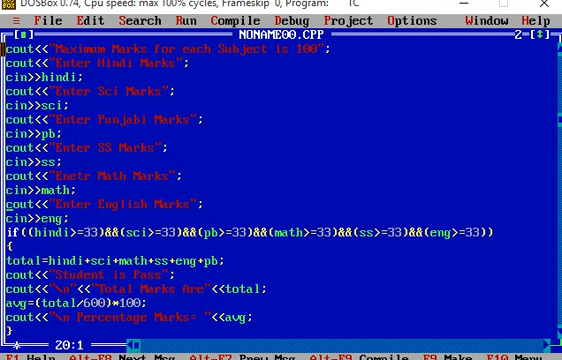 DOSBox 0.74, Cpu speed: max 100% cycles, Frameskip 0, Program: TC
≡ File Edit Search Run Compile Debug Project Options Window Help
[■] NONAME00.CPP 2=[↕]
cout<<"Maximum Marks for each Subject is 100";
cout<<"Enter Hindi Marks";
cin>>hindi;
cout<<"Enter Sci Marks";
cin>>sci;
cout<<"Enter Punjabi Marks";
cin>>pb;
cout<<"Enter SS Marks";
cin>>ss;
cout<<"Enetr Math Marks";
cin>>math;
cout<<"Enter English Marks";
cin>>eng;
if((hindi>=33)&&(sci>=33)&&(pb>=33)&&(math>=33)&&(ss>=33)&&(eng>=33))
{
total=hindi+sci+math+ss+eng+pb;
cout<<"Student is Pass";
cout<<"\n"<<"Total Marks Are"<<total;
avg=(total/600)*100;
cout<<"\n Percentage Marks= "<<avg;
}
20:1
F1 Help Alt-F8 Next Msg Alt-F7 Prev Msg Alt-F9 Compile F9 Make F10 Menu